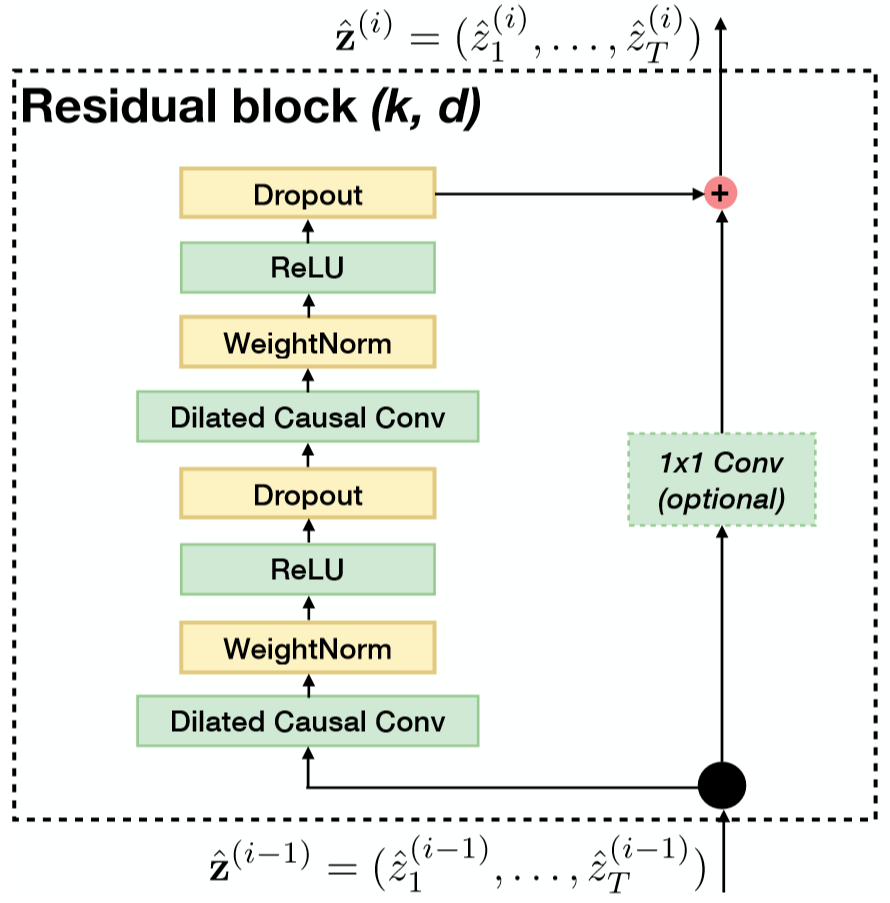 ẑ^(i) = (ẑ_1^(i), . . . , ẑ_T^(i))
Residual block (k, d)
Dropout
+
ReLU
WeightNorm
Dilated Causal Conv
Dropout
ReLU
WeightNorm
Dilated Causal Conv
1x1 Conv
(optional)
ẑ^(i−1) = (ẑ_1^(i−1), . . . , ẑ_T^(i−1))